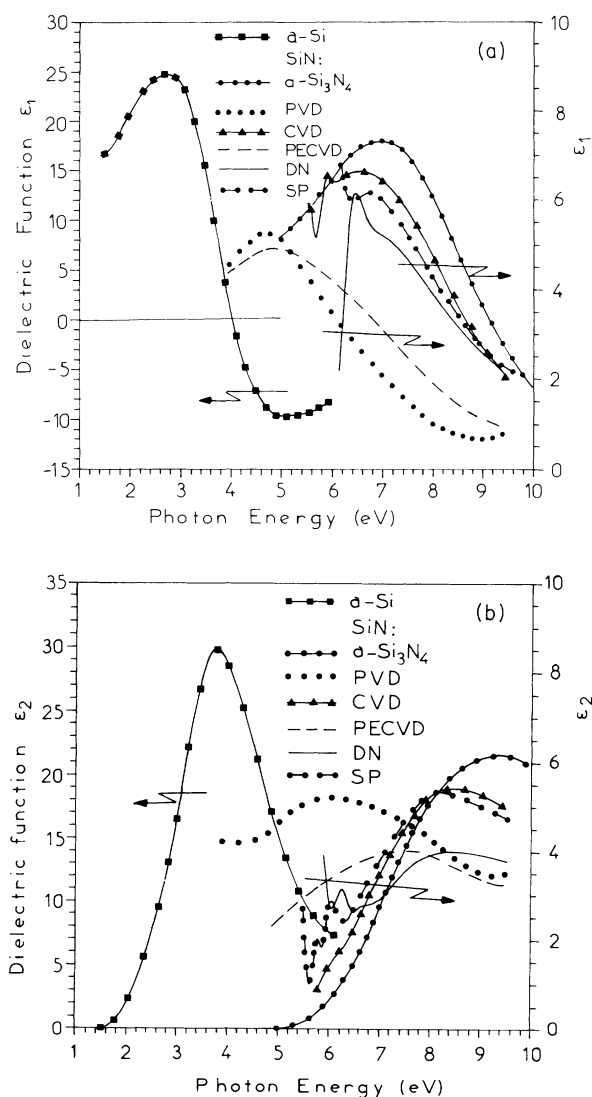 30
25
20
15
10
5
0
-5
-10
-15
Dielectric Function ε1
a-Si
SiN:
a-Si3N4
PVD
CVD
PECVD
DN
SP
(a)
10
8
6
4
2
0
ε1
1 2 3 4 5 6 7 8 9 10
Photon Energy (eV)
35
30
25
20
15
10
5
0
Dielectric function ε2
a-Si
SiN:
a-Si3N4
PVD
CVD
PECVD
DN
SP
(b)
10
8
6
4
2
0
ε2
1 2 3 4 5 6 7 8 9 10
Photon Energy (eV)